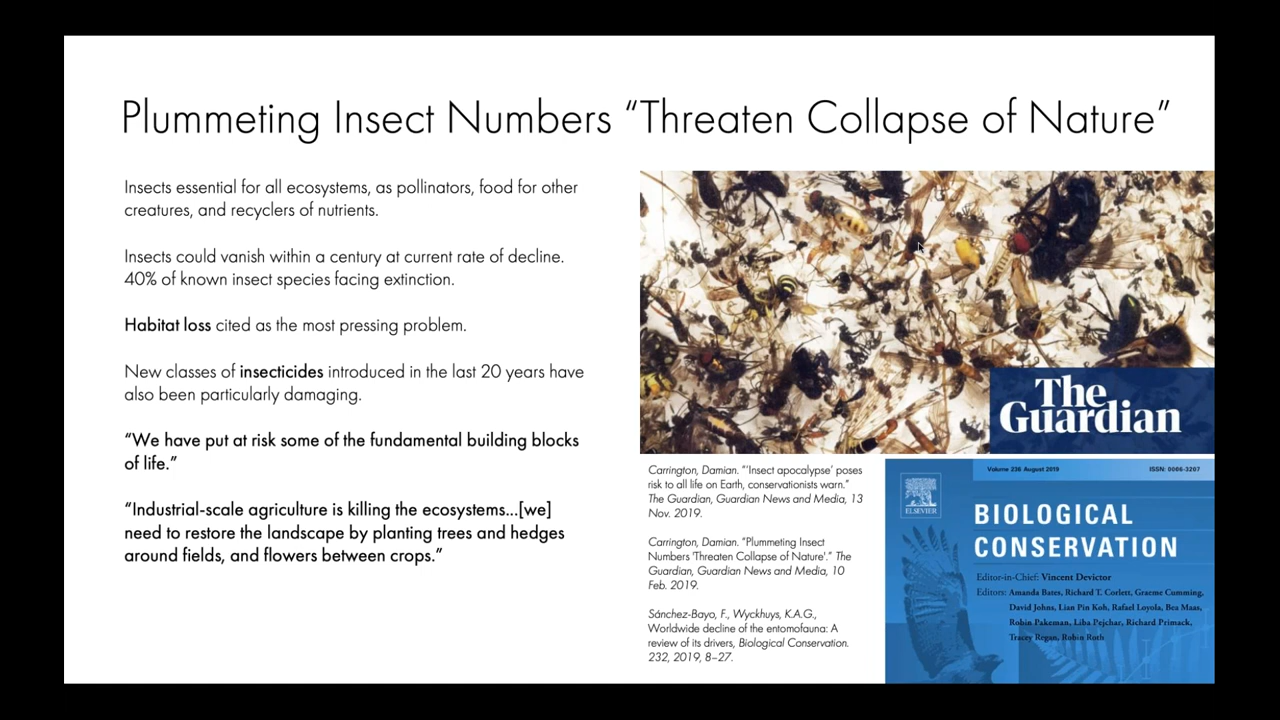 Plummeting Insect Numbers “Threaten Collapse of Nature”
Insects essential for all ecosystems, as pollinators, food for other
creatures, and recyclers of nutrients.
Insects could vanish within a century at current rate of decline.
40% of known insect species facing extinction.
Habitat loss cited as the most pressing problem.
New classes of insecticides introduced in the last 20 years have
also been particularly damaging.
“We have put at risk some of the fundamental building blocks
of life.”
“Industrial-scale agriculture is killing the ecosystems...[we]
need to restore the landscape by planting trees and hedges
around fields, and flowers between crops.”
The
Guardian
Carrington, Damian. “‘Insect apocalypse’ poses
risk to all life on Earth, conservationists warn.”
The Guardian, Guardian News and Media, 13
Nov. 2019.
Carrington, Damian. “Plummeting Insect
Numbers ‘Threaten Collapse of Nature’.” The
Guardian, Guardian News and Media, 10
Feb. 2019.
Sánchez-Bayo, F., Wyckhuys, K.A.G.,
Worldwide decline of the entomofauna: A
review of its drivers, Biological Conservation.
232, 2019, 8–27.
Volume 236 August 2019 ISSN: 0006-3207
ELSEVIER
BIOLOGICAL
CONSERVATION
Editor-in-Chief: Vincent Devictor
Editors: Amanda Bates, Richard T. Corlett, Graeme Cumming,
David Johns, Lian Pin Koh, Rafael Loyola, Bea Maas,
Robin Pakeman, Liba Pejchar, Richard Primack,
Tracey Regan, Robin Roth